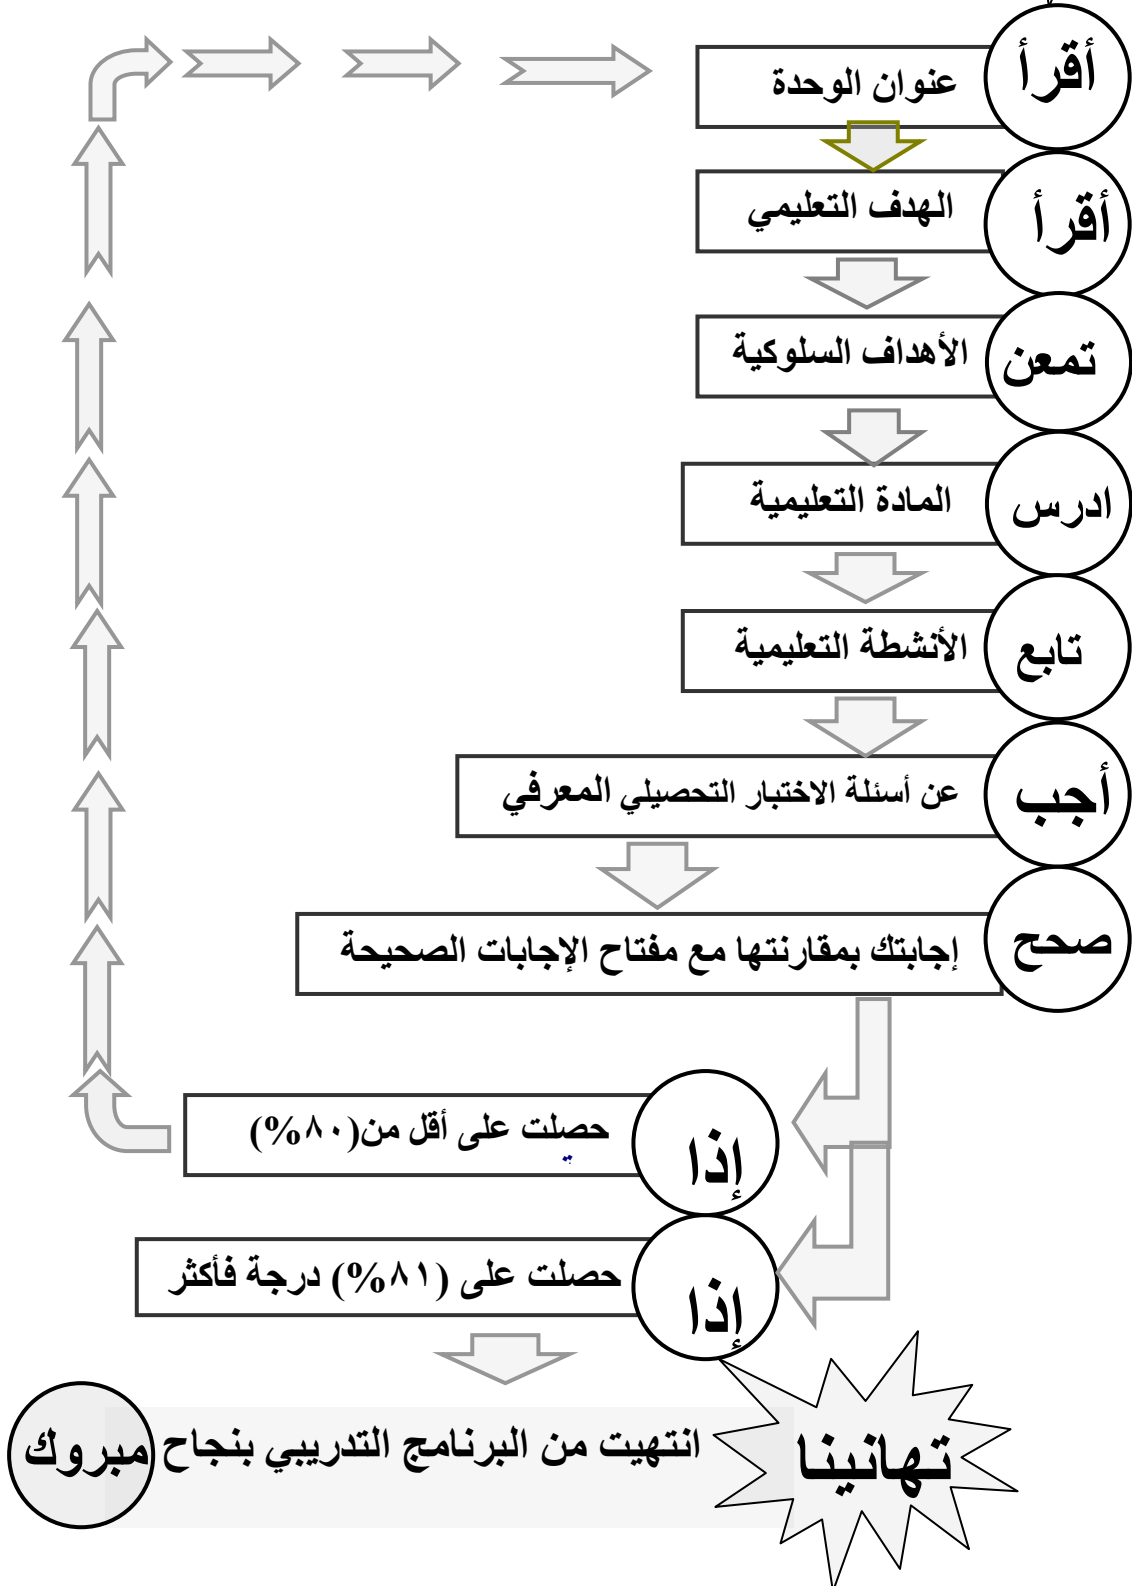 أقرأ عنوان الوحدة
أقرأ الهدف التعليمي
تمعن الأهداف السلوكية
ادرس المادة التعليمية
تابع الأنشطة التعليمية
أجب عن أسئلة الاختبار التحصيلي المعرفي
صحح إجابتك بمقارنتها مع مفتاح الإجابات الصحيحة
إذا حصلت على أقل من(٨٠%)
إذا حصلت على (٨١%) درجة فأكثر
تهانينا انتهيت من البرنامج التدريبي بنجاح مبروك